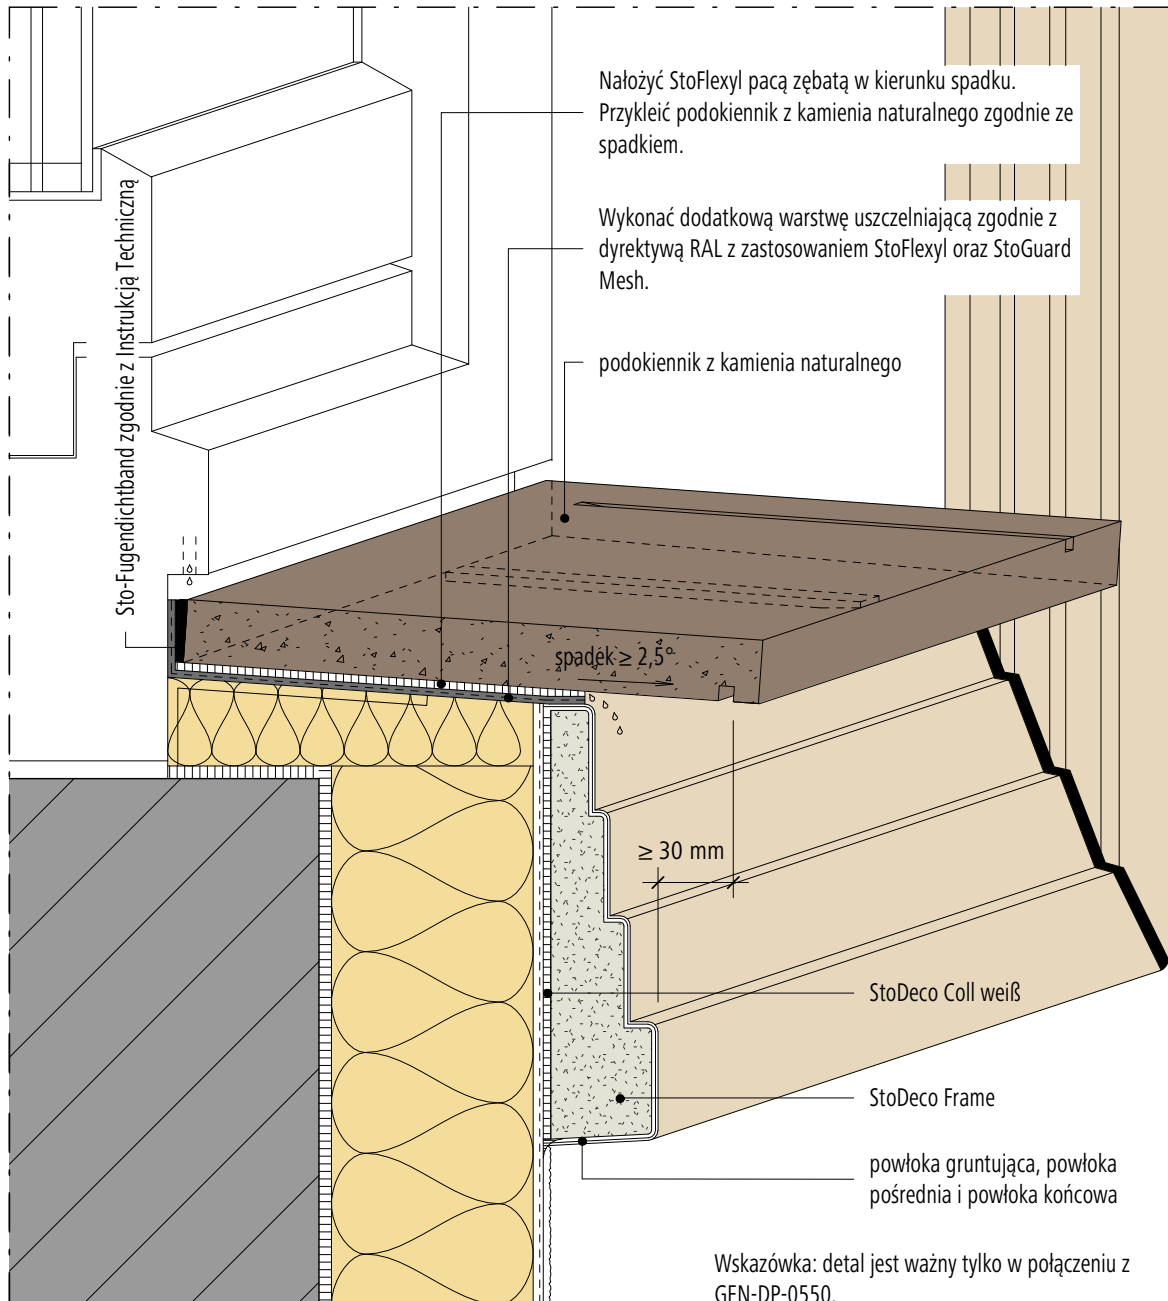 Nałożyć StoFlexyl pacą zębatą w kierunku spadku.
Przykleić podokiennik z kamienia naturalnego zgodnie ze
spadkiem.
Wykonać dodatkową warstwę uszczelniającą zgodnie z
dyrektywą RAL z zastosowaniem StoFlexyl oraz StoGuard
Mesh.
podokiennik z kamienia naturalnego
Sto-Fugendichtband zgodnie z Instrukcją Techniczną
spadek ≥ 2,5°
≥ 30 mm
StoDeco Coll weiß
StoDeco Frame
powłoka gruntująca, powłoka
pośrednia i powłoka końcowa
Wskazówka: detal jest ważny tylko w połączeniu z
GEN-DP-0550.